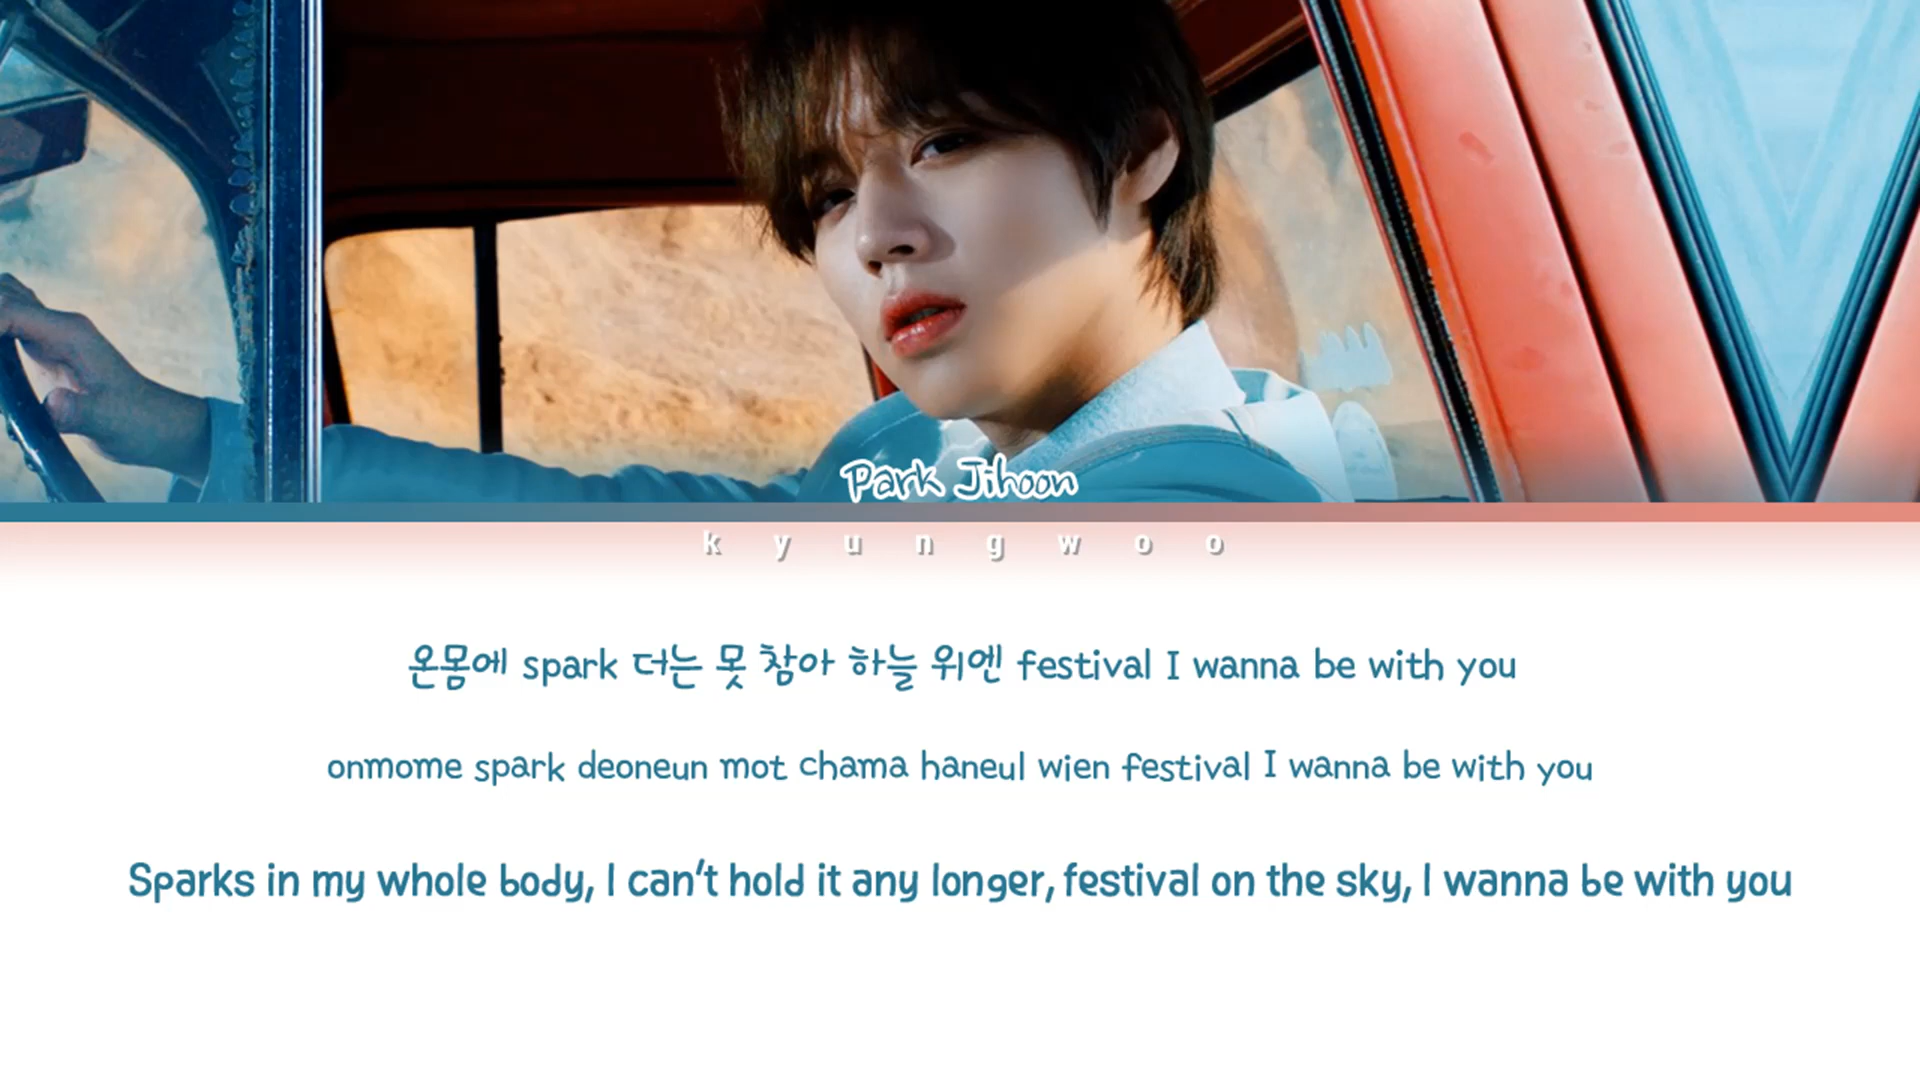 Park Jihoon
kyungwoo
온몸에 spark 더는 못 참아 하늘 위엔 festival I wanna be with you
onmome spark deoneun mot chama haneul wien festival I wanna be with you
Sparks in my whole body, I can't hold it any longer, festival on the sky, I wanna be with you